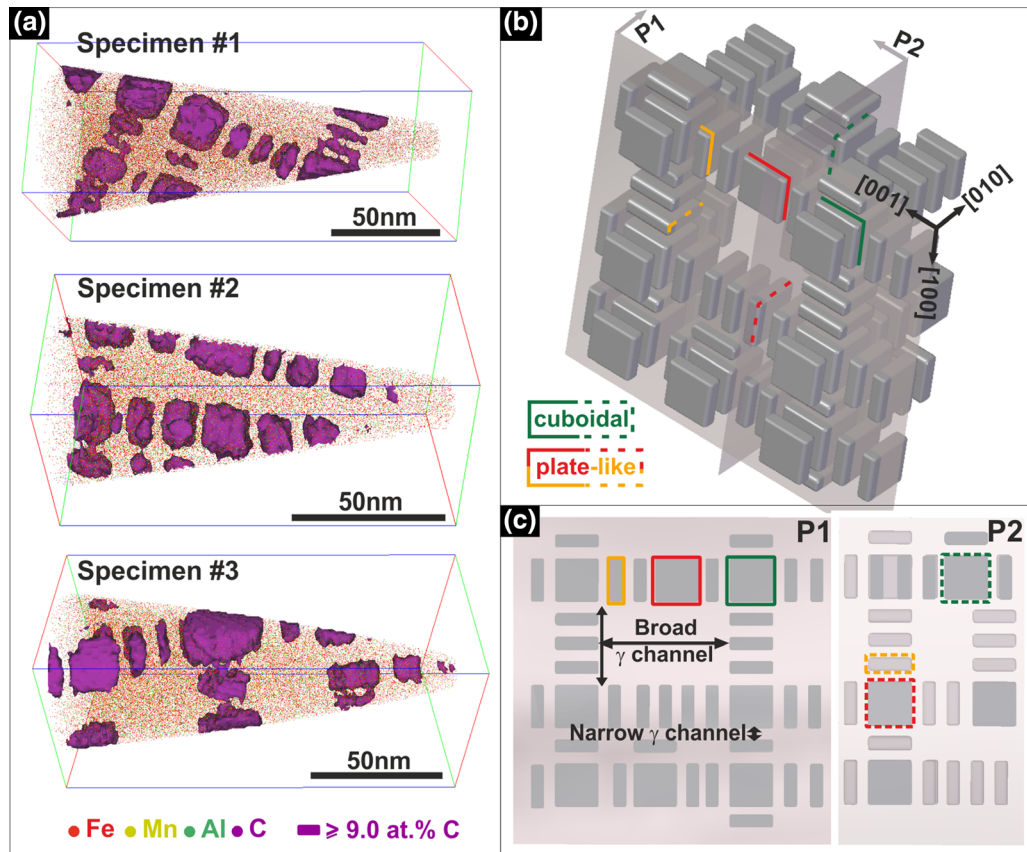 (a)
Specimen #1
50nm
Specimen #2
50nm
Specimen #3
50nm
Fe Mn Al C ⩾ 9.0 at.% C
(b)
P1
P2
[001]
[010]
[100]
cuboidal
plate-like
(c)
P1
P2
Broad
γ channel
Narrow γ channel